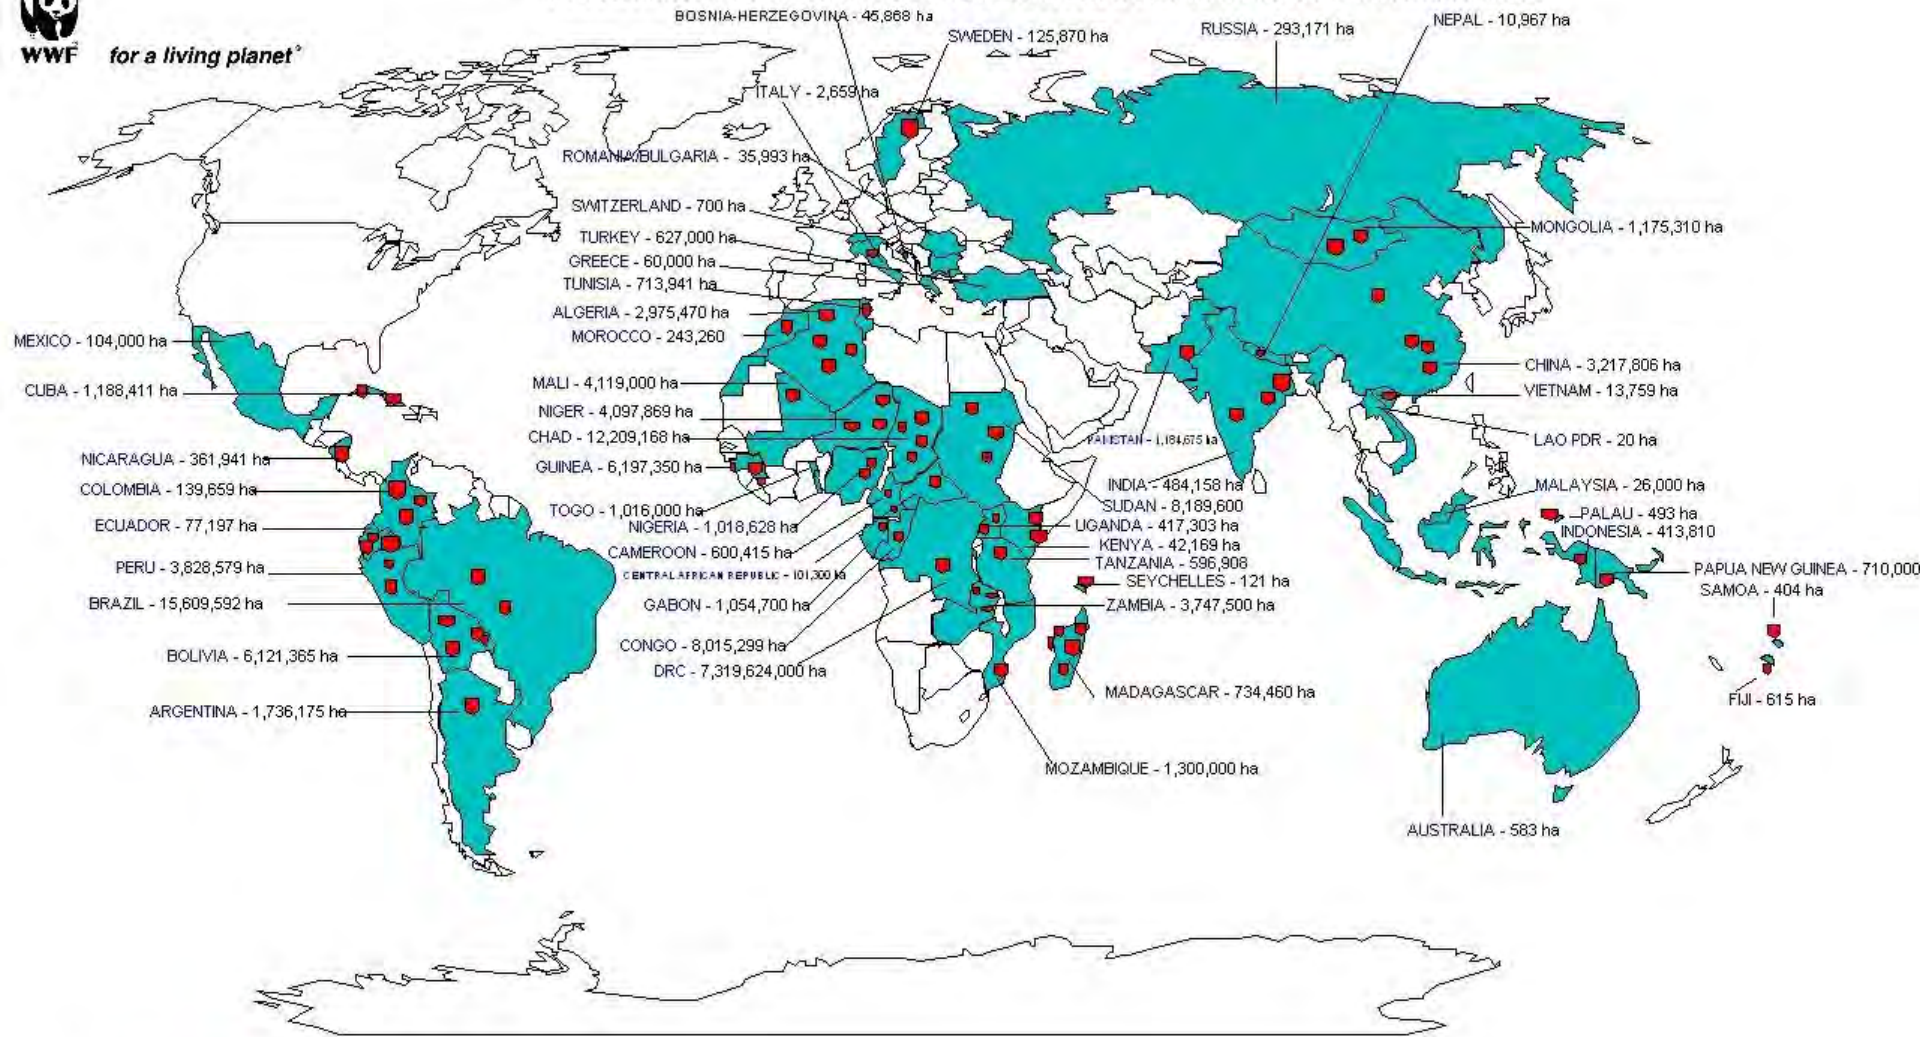 WWF
for a living planet®
BOSNIA-HERZEGOVINA - 45,868 ha
SWEDEN - 125,870 ha
RUSSIA - 293,171 ha
NEPAL - 10,967 ha
ITALY - 2,659 ha
ROMANIA/BULGARIA - 35,993 ha
SWITZERLAND - 700 ha
TURKEY - 627,000 ha
GREECE - 60,000 ha
TUNISIA - 713,941 ha
ALGERIA - 2,975,470 ha
MOROCCO - 243,260
MONGOLIA - 1,175,310 ha
MEXICO - 104,000 ha
CUBA - 1,188,411 ha
MALI - 4,119,000 ha
NIGER - 4,097,869 ha
CHAD - 12,209,168 ha
GUINEA - 6,197,350 ha
TOGO - 1,016,000 ha
NIGERIA - 1,018,628 ha
CAMEROON - 600,415 ha
CENTRAL AFRICAN REPUBLIC - 101,300 ha
GABON - 1,054,700 ha
CONGO - 8,015,299 ha
DRC - 7,319,624,000 ha
CHINA - 3,217,806 ha
VIETNAM - 13,759 ha
LAO PDR - 20 ha
PAKISTAN - 1,184,675 ha
INDIA - 484,158 ha
SUDAN - 8,189,600
UGANDA - 417,303 ha
KENYA - 42,169 ha
TANZANIA - 596,908
SEYCHELLES - 121 ha
ZAMBIA - 3,747,500 ha
MADAGASCAR - 734,460 ha
MOZAMBIQUE - 1,300,000 ha
MALAYSIA - 26,000 ha
PALAU - 493 ha
INDONESIA - 413,810
PAPUA NEW GUINEA - 710,000
SAMOA - 404 ha
FIJI - 615 ha
AUSTRALIA - 583 ha
NICARAGUA - 361,941 ha
COLOMBIA - 139,659 ha
ECUADOR - 77,197 ha
PERU - 3,828,579 ha
BRAZIL - 15,609,592 ha
BOLIVIA - 6,121,365 ha
ARGENTINA - 1,736,175 ha